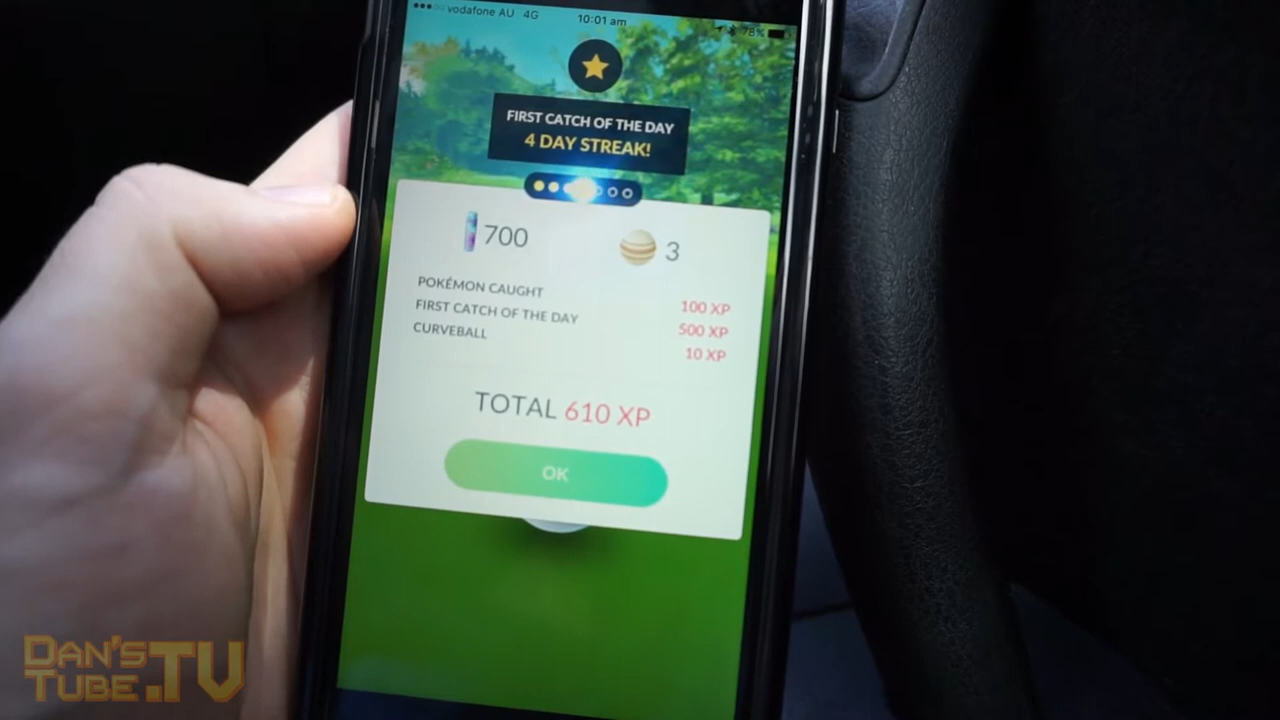 vodafone AU 4G 10:01 am 78%
FIRST CATCH OF THE DAY
4 DAY STREAK!
700 3
POKÉMON CAUGHT 100 XP
FIRST CATCH OF THE DAY 500 XP
CURVEBALL 10 XP
TOTAL 610 XP
OK
DAN'S
TUBE.TV